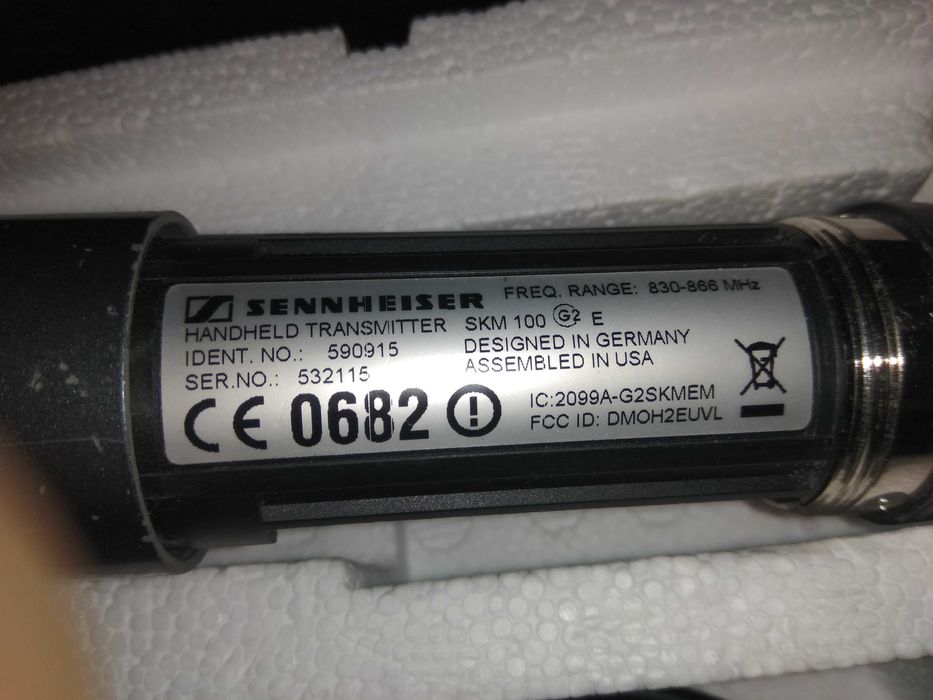 SENNHEISER FREQ. RANGE: 830-866 MHz
HANDHELD TRANSMITTER SKM 100 G2 E
IDENT. NO.: 590915 DESIGNED IN GERMANY
SER.NO.: 532115 ASSEMBLED IN USA
CE 0682 IC:2099A-G2SKMEM
FCC ID: DMOH2EUVL